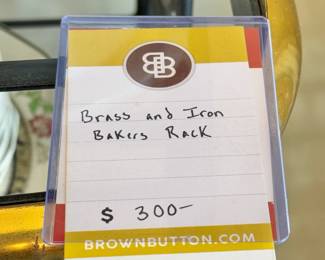 BB
Brass and Iron
Bakers Rack
$ 300-
BROWNBUTTON.COM